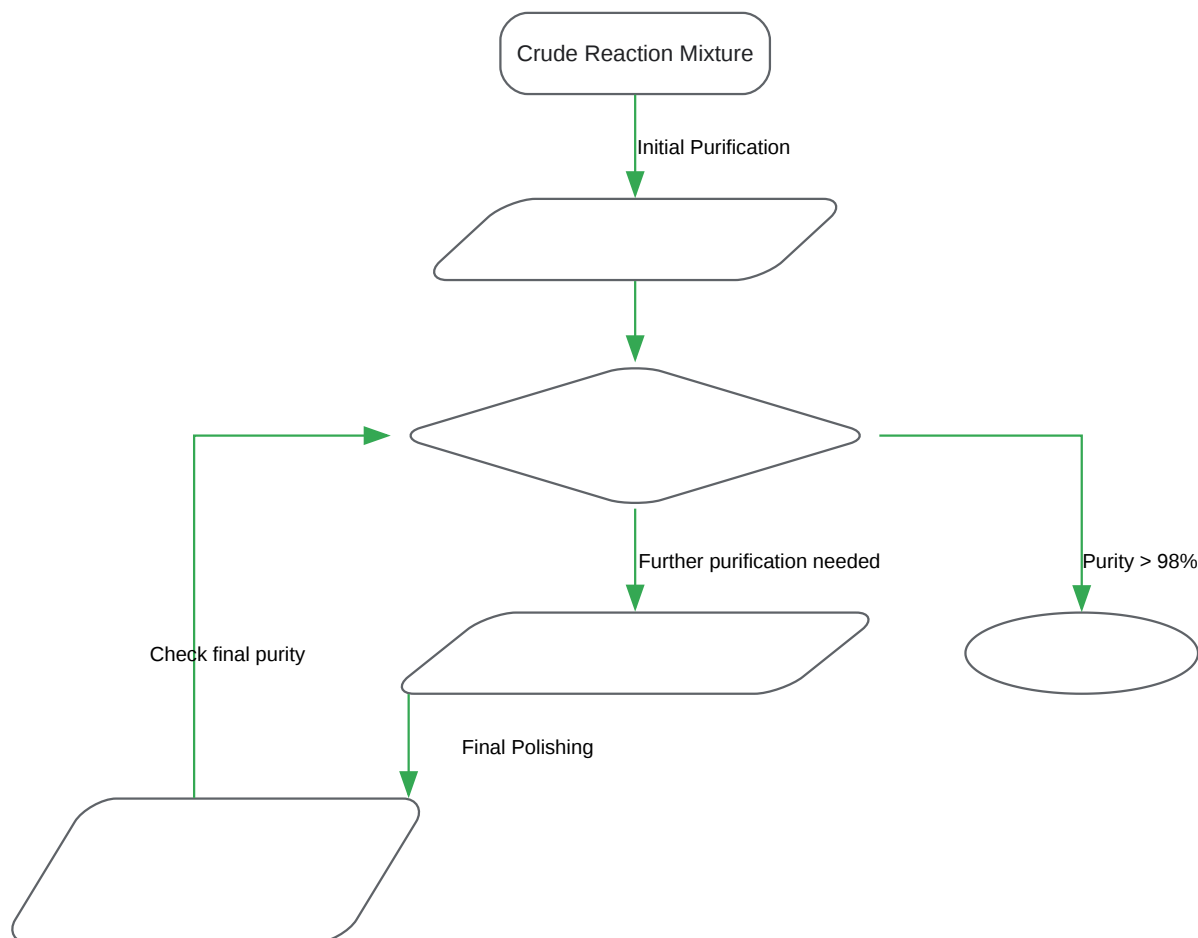 Crude Reaction Mixture
Initial Purification
Further purification needed
Purity > 98%
Check final purity
Final Polishing